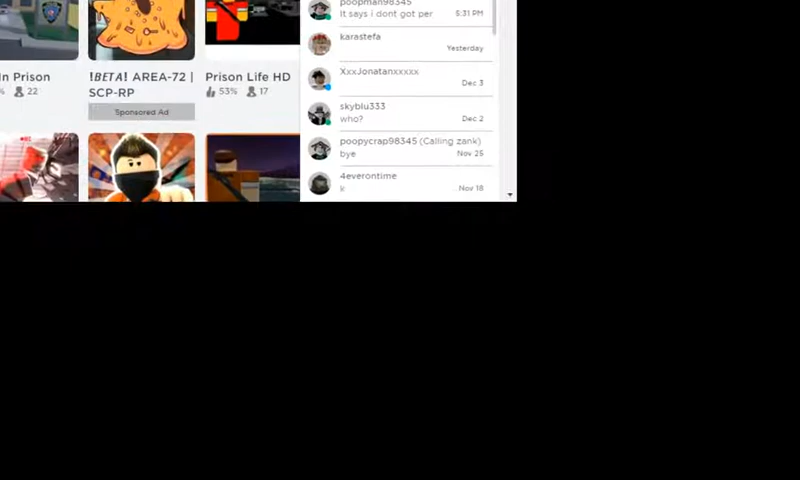 poopman98345
It says i dont got per 5:31 PM
karastefa
Yesterday
XxxJonatanxxxxx
Dec 3
skyblu333
who? Dec 2
poopycrap98345 (Calling zank)
bye Nov 25
4everontime
Nov 18
In Prison
% 22
!BETA! AREA-72 |
SCP-RP
Sponsored Ad
Prison Life HD
53% 17